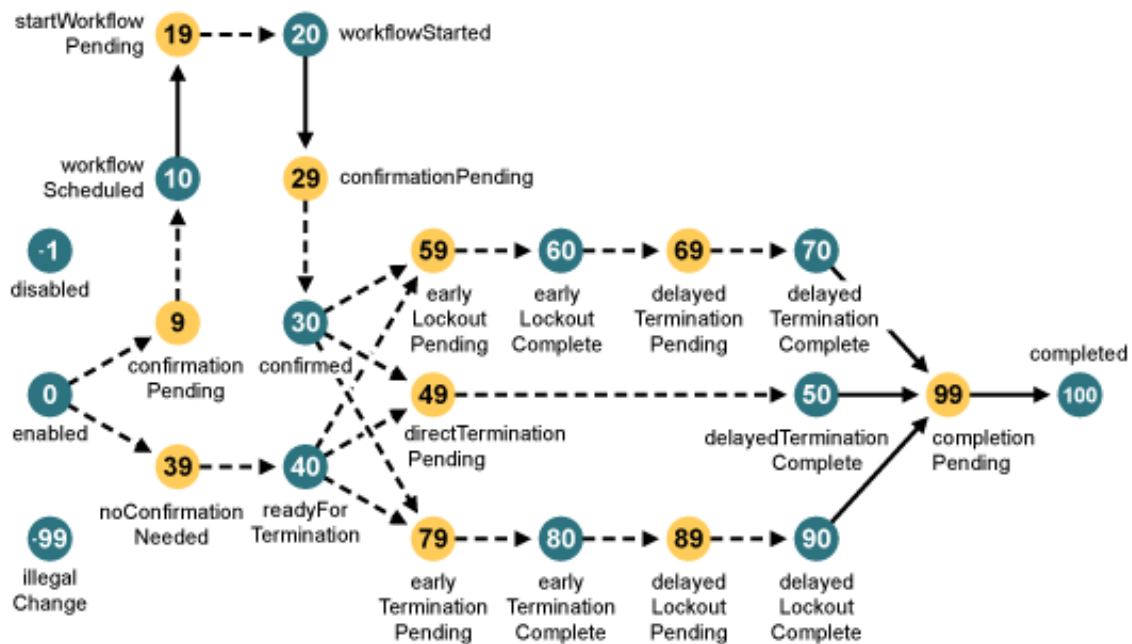 startWorkflow
Pending
19
20
workflowStarted
workflow
Scheduled
10
29
confirmationPending
-1
disabled
59
60
69
70
early
Lockout
Pending
early
Lockout
Complete
delayed
Termination
Pending
delayed
Termination
Complete
9
confirmation
Pending
30
confirmed
completed
0
enabled
49
directTermination
Pending
50
delayedTermination
Complete
99
completion
Pending
100
39
noConfirmation
Needed
40
readyFor
Termination
-99
illegal
Change
79
early
Termination
Pending
80
early
Termination
Complete
89
delayed
Lockout
Pending
90
delayed
Lockout
Complete